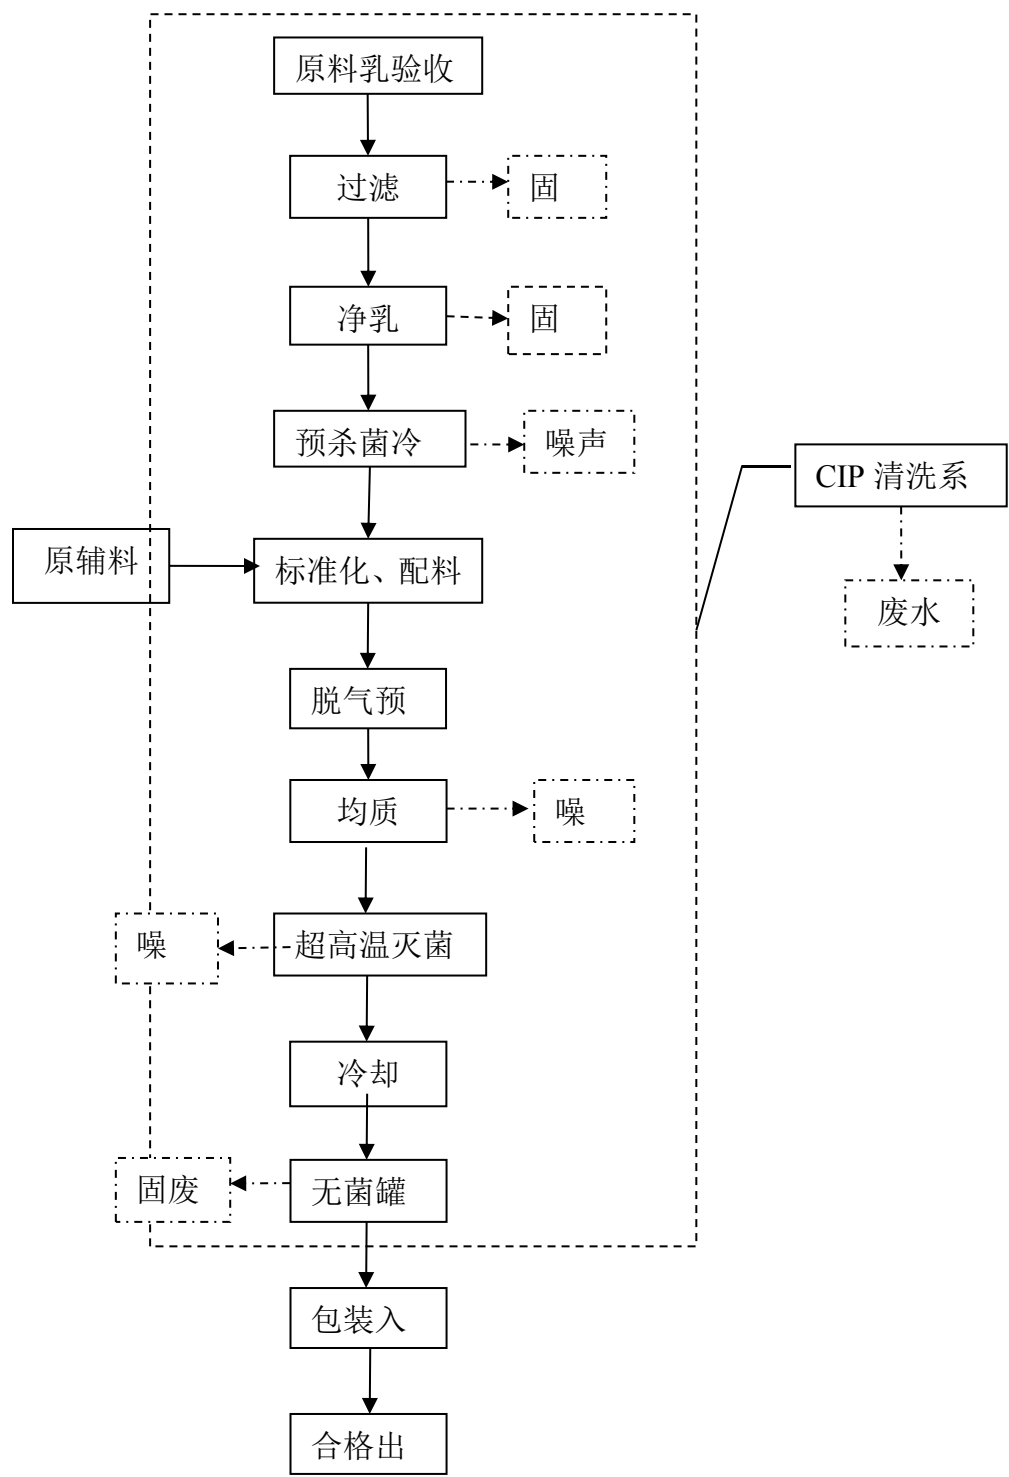 原料乳验收
过滤
固
净乳
固
预杀菌冷
噪声
CIP 清洗系
原辅料
标准化、配料
废水
脱气预
均质
噪
噪
超高温灭菌
冷却
固废
无菌罐
包装入
合格出